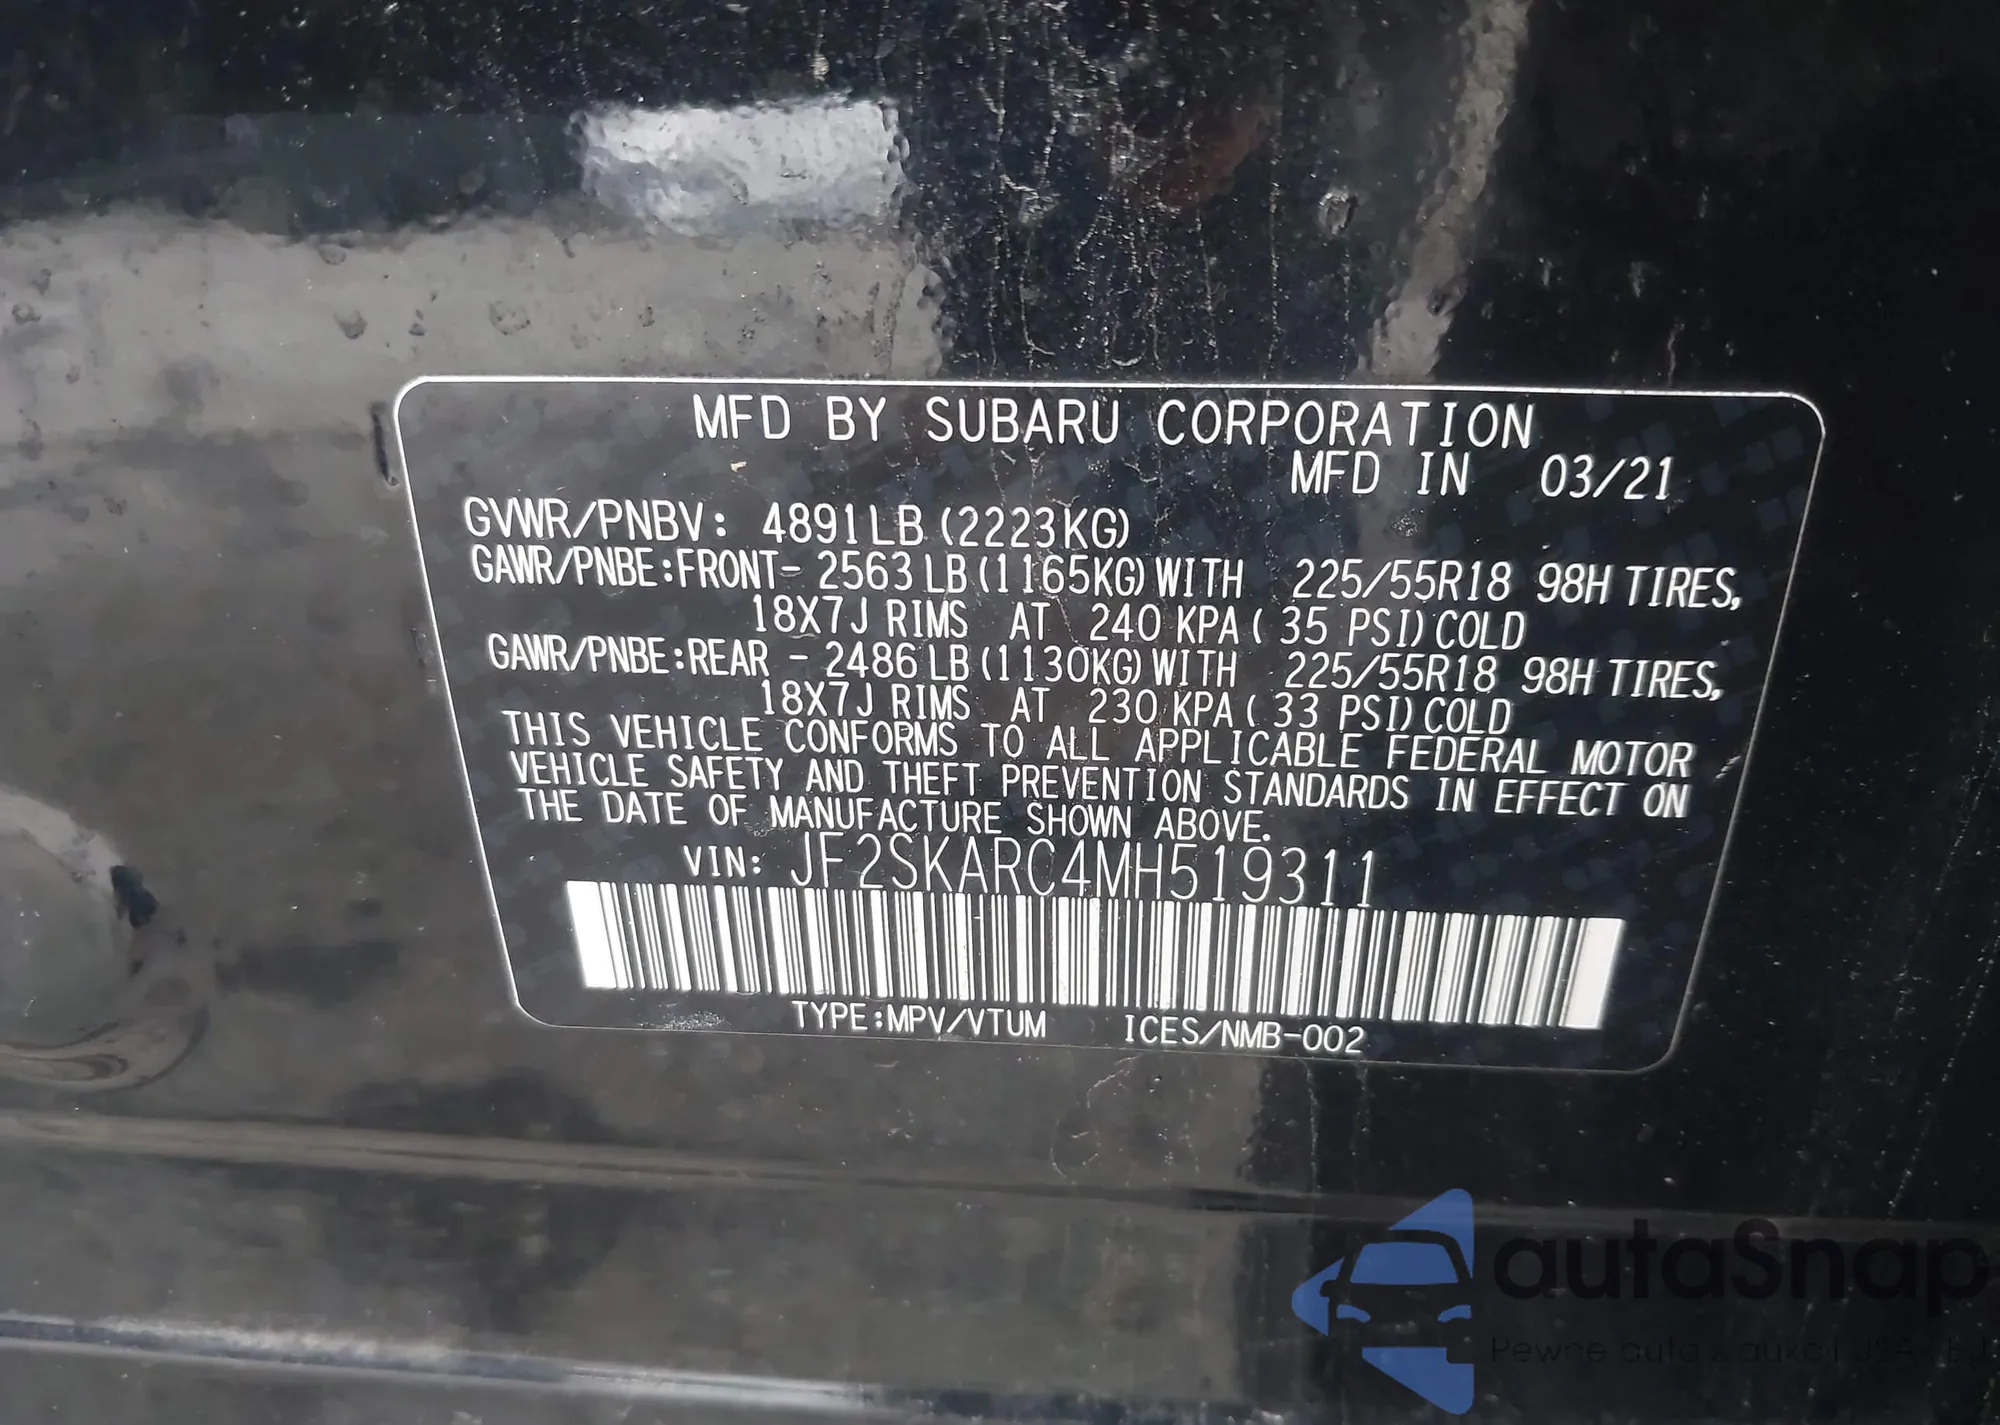 MFD BY SUBARU CORPORATION
MFD IN 03/21
GVWR/PNBV: 4891LB (2223KG)
GAWR/PNBE:FRONT- 2563 LB (1165KG) WITH 225/55R18 98H TIRES,
18X7J RIMS AT 240 KPA ( 35 PSI) COLD
GAWR/PNBE:REAR - 2486 LB (1130KG) WITH 225/55R18 98H TIRES,
18X7J RIMS AT 230 KPA ( 33 PSI) COLD
THIS VEHICLE CONFORMS TO ALL APPLICABLE FEDERAL MOTOR
VEHICLE SAFETY AND THEFT PREVENTION STANDARDS IN EFFECT ON
THE DATE OF MANUFACTURE SHOWN ABOVE.
VIN: JF2SKARC4MH519311
TYPE:MPV/VTUM ICES/NMB-002
autaSnap
Pewne auta z aukcji USA